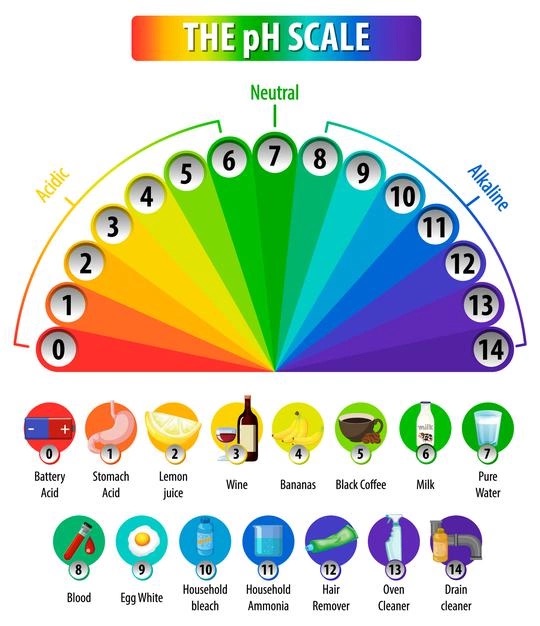 THE pH SCALE
Neutral
Acidic
Alkaline
0
1
2
3
4
5
6
7
8
9
10
11
12
13
14
- +
milk
0
1
2
3
4
5
6
7
Battery
Acid
Stomach
Acid
Lemon
juice
Wine
Bananas
Black Coffee
Milk
Pure
Water
8
9
10
11
12
13
14
Blood
Egg White
Household
bleach
Household
Ammonia
Hair
Remover
Oven
Cleaner
Drain
cleaner